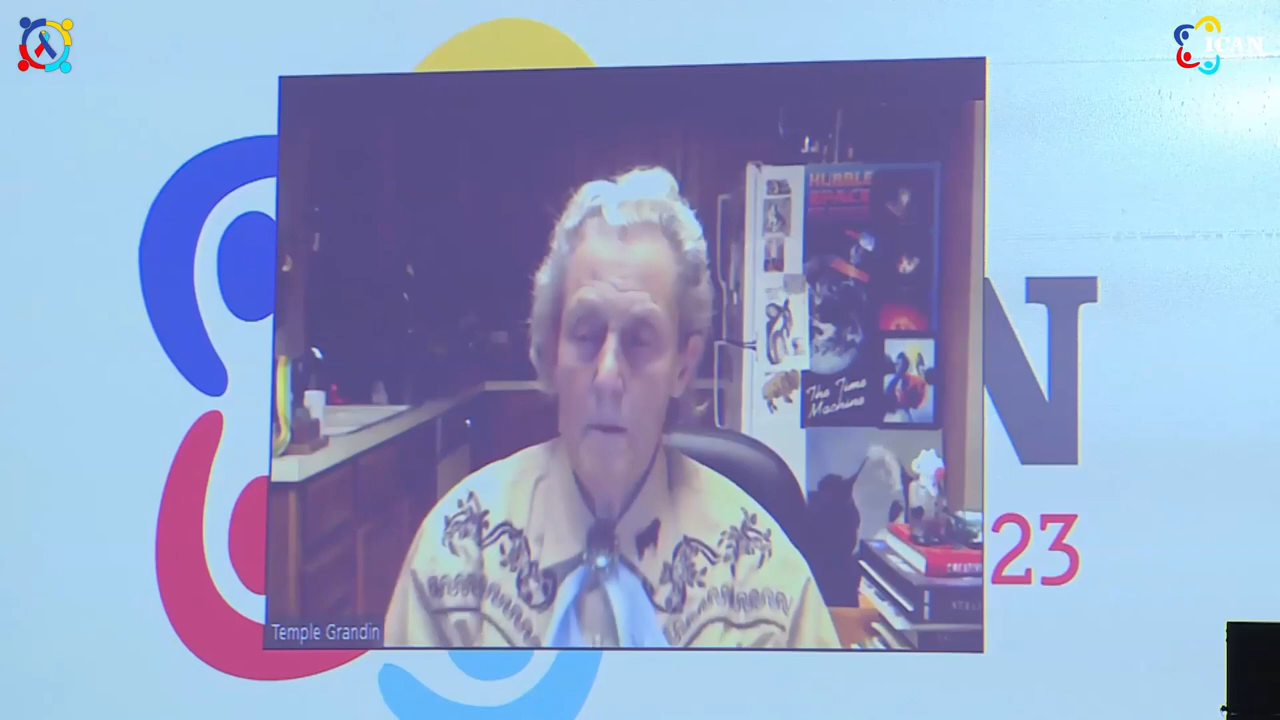 ICAN
HUBBLE
SPACE
The Time
Machine
N
23
Temple Grandin